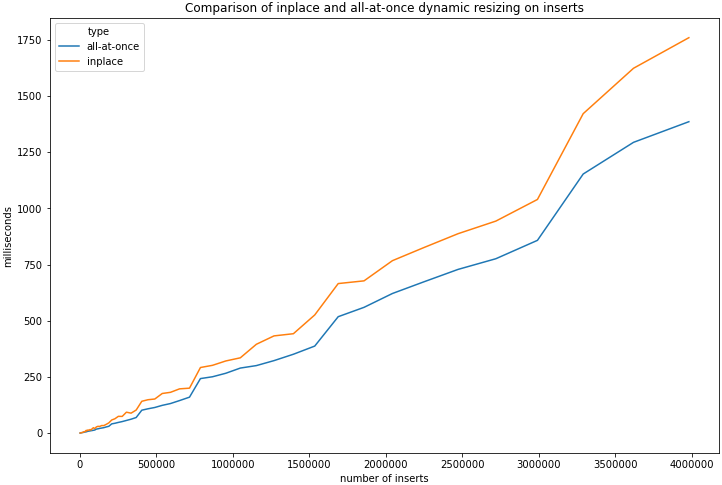 Comparison of inplace and all-at-once dynamic resizing on inserts
type
all-at-once
inplace
1750
1500
1250
1000
750
500
250
0
milliseconds
0 500000 1000000 1500000 2000000 2500000 3000000 3500000 4000000
number of inserts